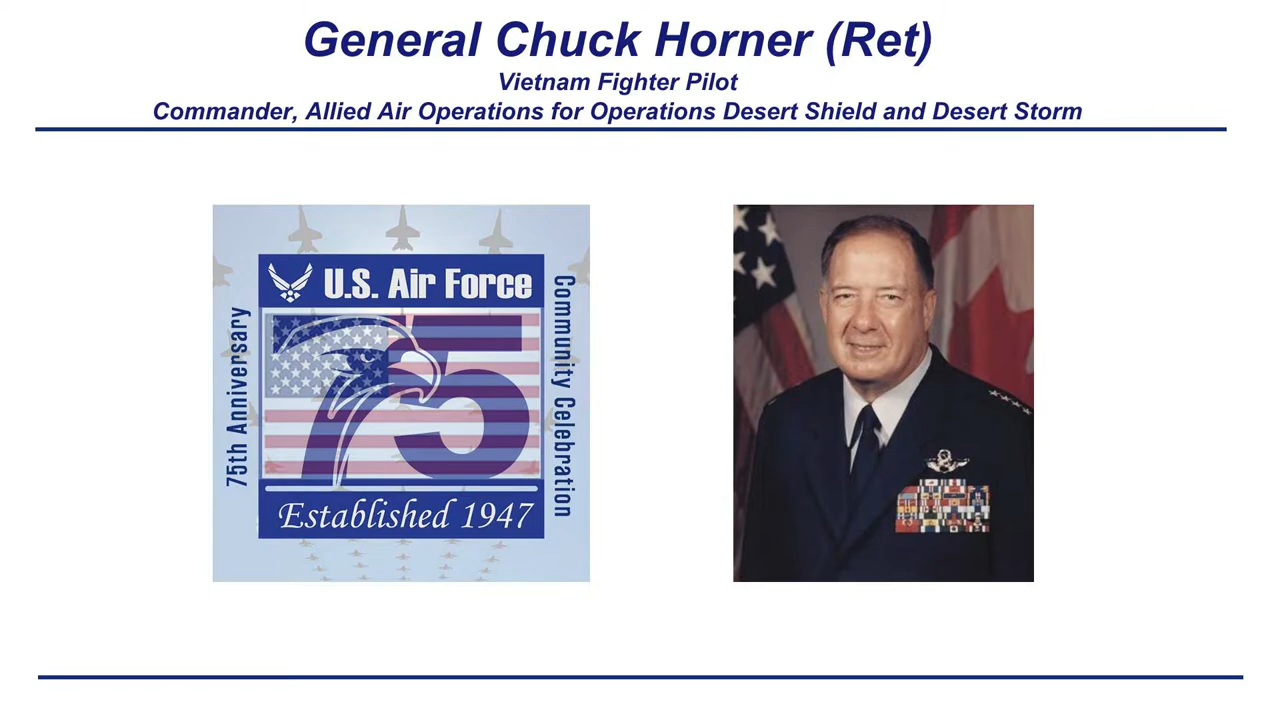 General Chuck Horner (Ret)
Vietnam Fighter Pilot
Commander, Allied Air Operations for Operations Desert Shield and Desert Storm
75th Anniversary
U.S. Air Force
75
Established 1947
Community Celebration